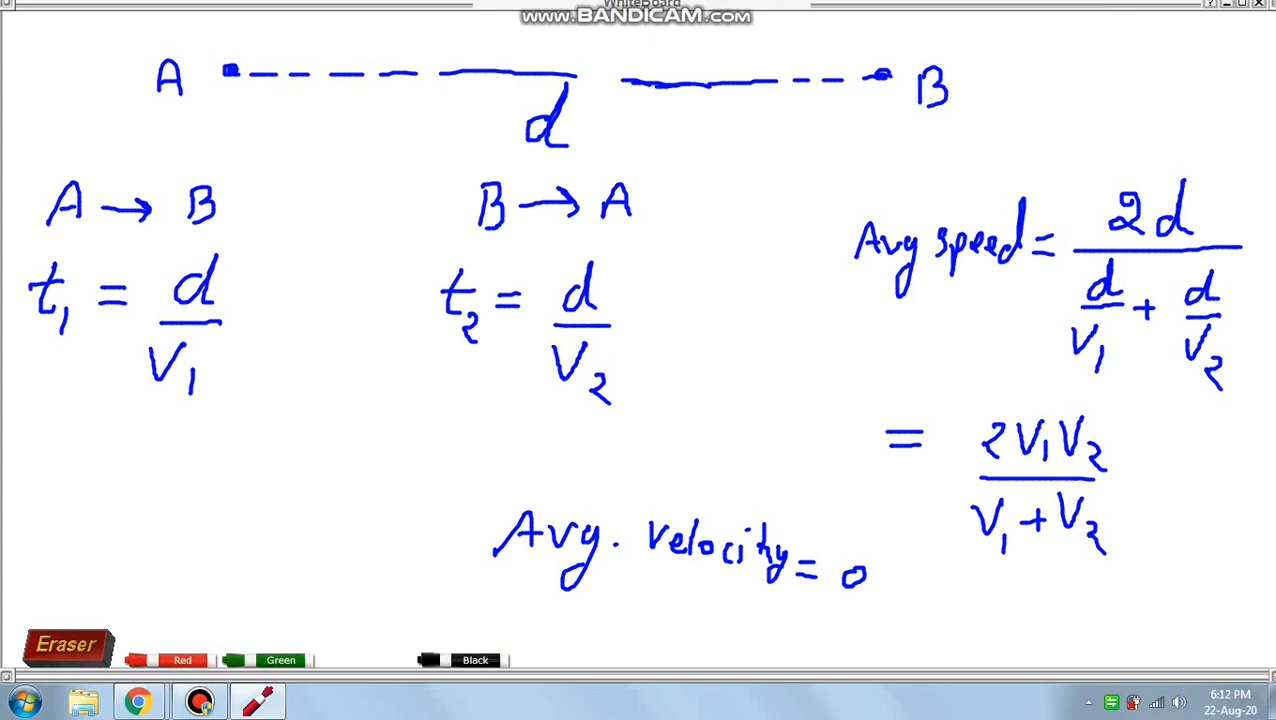 WhiteBoard
www.BANDICAM.com
A B
d
A → B
t₁ = d/V₁
B → A
t₂ = d/V₂
Avg speed = 2d / (d/V₁ + d/V₂)
= 2V₁V₂ / (V₁ + V₂)
Avg. Velocity = 0
Eraser
Red
Green
Black
6:12 PM
22-Aug-20